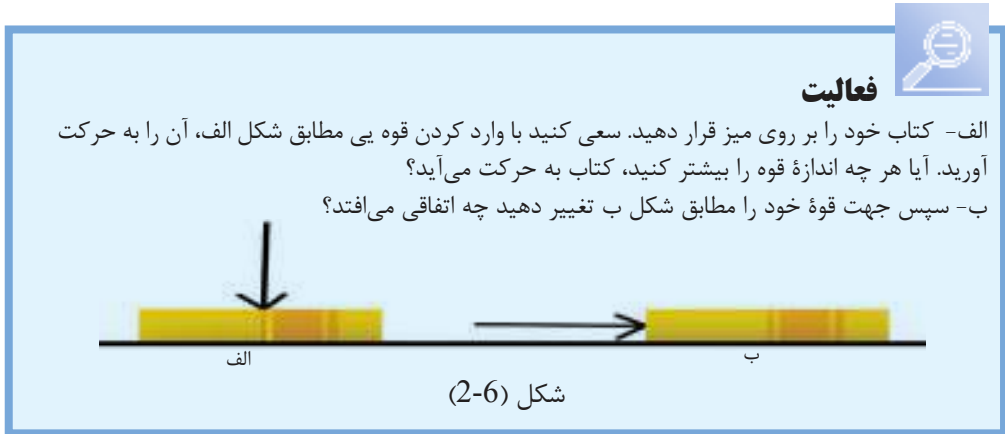 فعالیت
الف- کتاب خود را بر روی میز قرار دهید. سعی کنید با وارد کردن قوه یی مطابق شکل الف، آن را به حرکت
آورید. آیا هر چه اندازۀ قوه را بیشتر کنید، کتاب به حرکت می‌آید؟
ب- سپس جهت قوۀ خود را مطابق شکل ب تغییر دهید چه اتفاقی می‌افتد؟
الف
ب
شکل (6-2)